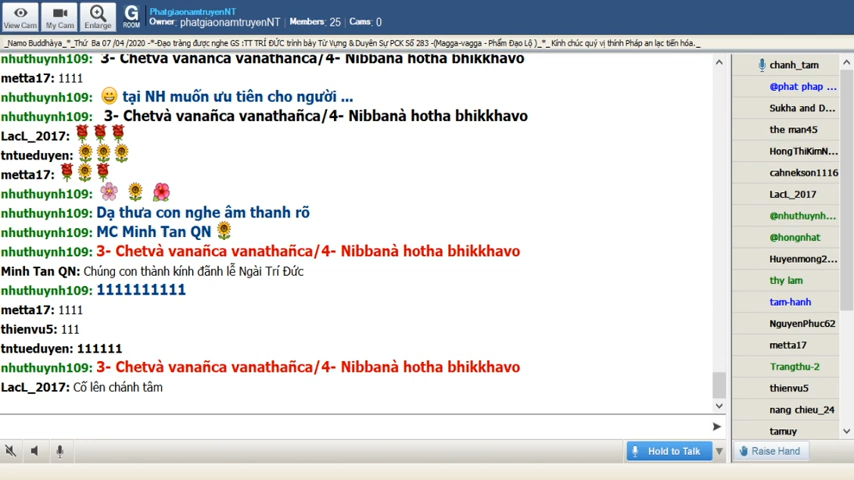 View Cam
My Cam
Enlarge
G
ROOM
PhatgiaonamtruyenNT
Owner: phatgiaonamtruyenNT | Members: 25 | Cams: 0
_Namo Buddhàya_*_Thứ Ba 07 /04 /2020 -*-Đạo tràng được nghe GS :TT TRÍ ĐỨC trình bày Từ Vựng & Duyên Sự PCK Số 283 -(Magga-vagga - Phẩm Đạo Lộ )_*_ Kính chúc quý vị thính Pháp an lạc tiến hóa._
nhuthuynh109: 3- Chetvà vanañca vanathañca/4- Nibbanà hotha bhikkhavo
metta17: 1111
nhuthuynh109: tại NH muốn ưu tiên cho người ...
nhuthuynh109: 3- Chetvà vanañca vanathañca/4- Nibbanà hotha bhikkhavo
LacL_2017:
tntueduyen:
metta17:
nhuthuynh109:
nhuthuynh109: Dạ thưa con nghe âm thanh rõ
nhuthuynh109: MC Minh Tan QN
nhuthuynh109: 3- Chetvà vanañca vanathañca/4- Nibbanà hotha bhikkhavo
Minh Tan QN: Chúng con thành kính đãnh lễ Ngài Trí Đức
nhuthuynh109: 1111111111
metta17: 1111
thienvu5: 111
tntueduyen: 111111
nhuthuynh109: 3- Chetvà vanañca vanathañca/4- Nibbanà hotha bhikkhavo
LacL_2017: Cố lên chánh tâm
Hold to Talk
chanh_tam
@phat phap ...
Sukha and D...
the man45
HongThiKimN...
cahnekson1116
LacL_2017
@nhuthuynh...
@hongnhat
Huyenmong2...
thy lam
tam-hanh
NguyenPhuc62
metta17
Trangthu-2
thienvu5
nang chieu_24
tamuy
Raise Hand